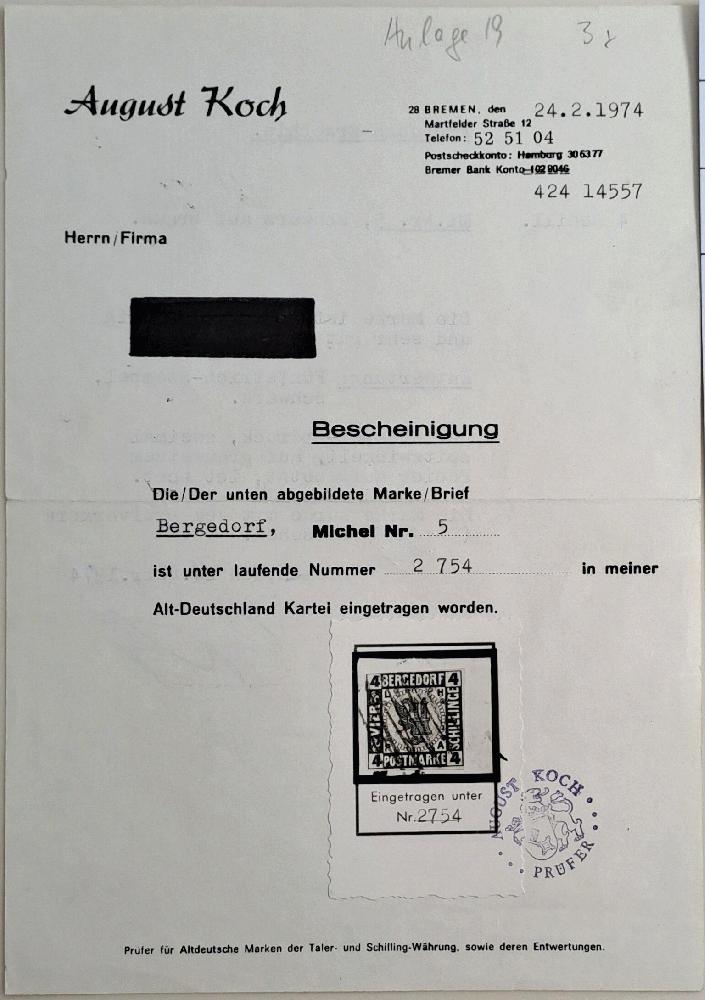 Anlage 19 3x
August Koch
28 BREMEN, den 24.2.1974
Martfelder Straße 12
Telefon: 52 51 04
Postscheckkonto: Hamburg 306377
Bremer Bank Konto 102 8046
424 14557
Herrn/Firma
Bescheinigung
Die/Der unten abgebildete Marke/Brief
Bergedorf, Michel Nr. 5
ist unter laufende Nummer 2 754 in meiner
Alt-Deutschland Kartei eingetragen worden.
4 BERGEDORF 4
VIER
SCHILLINGE
L H
P A
4 POSTMARKE 4
Eingetragen unter
Nr. 2754
AUGUST KOCH
PRÜFER
Prüfer für Altdeutsche Marken der Taler- und Schilling-Währung, sowie deren Entwertungen.